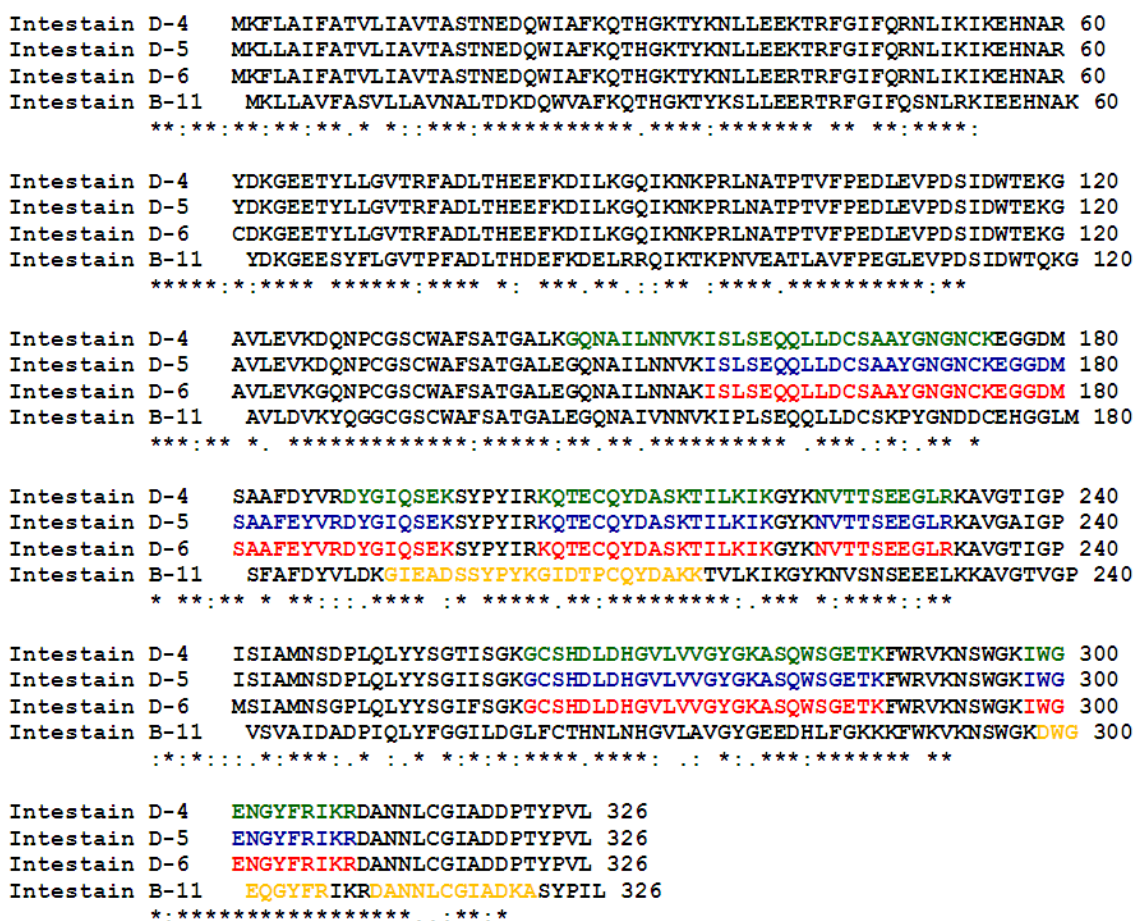 Intestain D-4 MKFLAIFATVLIAVTASTNEDQWIAFKQTHGKTYKNLLEEKTRFGIFQRNLIKIKEHNAR 60
Intestain D-5 MKLLAIFATVLIAVTASTNEDQWIAFKQTHGKTYKNLLEEKTRFGIFQRNLIKIKEHNAR 60
Intestain D-6 MKFLAIFATVLIAVTASTNEDQWIAFKQTHGKTYKNLLEERTRFGIFQRNLIKIKEHNAR 60
Intestain B-11 MKLLAVFASVLLAVNALTDKDQWVAFKQTHGKTYKSLLEERTRFGIFQSNLRKIEEHNAK 60
**:**:**:**.* *::***:***********.****:******* ** **:****:
Intestain D-4 YDKGEETYLLGVTRFADLTHEEFKDILKGQIKNKPRLNATPTVFPEDLEVPDSIDWTEKG 120
Intestain D-5 YDKGEETYLLGVTRFADLTHEEFKDILKGQIKNKPRLNATPTVFPEDLEVPDSIDWTEKG 120
Intestain D-6 CDKGEETYLLGVTRFADLTHEEFKDILKGQIKNKPRLNATPTVFPEDLEVPDSIDWTEKG 120
Intestain B-11 YDKGEESYFLGVTPFADLTHDEFKDELRRQIKTKPNVEATLAVFPEGLEVPDSIDWTQKG 120
*****:*:**** ******:**** *: ***.**.::** :****.**********:**
Intestain D-4 AVLEVKDQNPCGSCWAFSATGALKGQNAILNNVKISLSEQQLLDCSAAYGNGNCKEGGDM 180
Intestain D-5 AVLEVKDQNPCGSCWAFSATGALEGQNAILNNVKISLSEQQLLDCSAAYGNGNCKEGGDM 180
Intestain D-6 AVLEVKGQNPCGSCWAFSATGALEGQNAILNNAKISLSEQQLLDCSAAYGNGNCKEGGDM 180
Intestain B-11 AVLDVKYQGGCGSCWAFSATGALEGQNAIVNNVKIPLSEQQLLDCSKPYGNDDCEHGGLM 180
***:** *. *************:*****:**.**.********** .***.:*:.** *
Intestain D-4 SAAFDYVRDYGIQSEKSYPYIRKQTECQYDASKTILKIKGYKNVTTSEEGLRKAVGTIGP 240
Intestain D-5 SAAFEYVRDYGIQSEKSYPYIRKQTECQYDASKTILKIKGYKNVTTSEEGLRKAVGAIGP 240
Intestain D-6 SAAFEYVRDYGIQSEKSYPYIRKQTECQYDASKTILKIKGYKNVTTSEEGLRKAVGTIGP 240
Intestain B-11 SFAFDYVLDKGIEADSSYPYKGIDTPCQYDAKKTVLKIKGYKNVSNSEEELKKAVGTVGP 240
* **:** * **:::.**** :* *****.**:*********:.*** *:****::**
Intestain D-4 ISIAMNSDPLQLYYSGTISGKGCSHDLDHGVLVVGYGKASQWSGETKFWRVKNSWGKIWG 300
Intestain D-5 ISIAMNSDPLQLYYSGIISGKGCSHDLDHGVLVVGYGKASQWSGETKFWRVKNSWGKIWG 300
Intestain D-6 MSIAMNSGPLQLYYSGIFSGKGCSHDLDHGVLVVGYGKASQWSGETKFWRVKNSWGKIWG 300
Intestain B-11 VSVAIDADPIQLYFGGILDGLFCTHNLNHGVLAVGYGEEDHLFGKKKFWKVKNSWGKDWG 300
:*:*:::.*:***:.* :.* *:*:*:****.****: .: *:.***:******* **
Intestain D-4 ENGYFRIKRDANNLCGIADDPTYPVL 326
Intestain D-5 ENGYFRIKRDANNLCGIADDPTYPVL 326
Intestain D-6 ENGYFRIKRDANNLCGIADDPTYPVL 326
Intestain B-11 EQGYFRIKRDANNLCGIADKASYPIL 326
*:*****************..:**:*